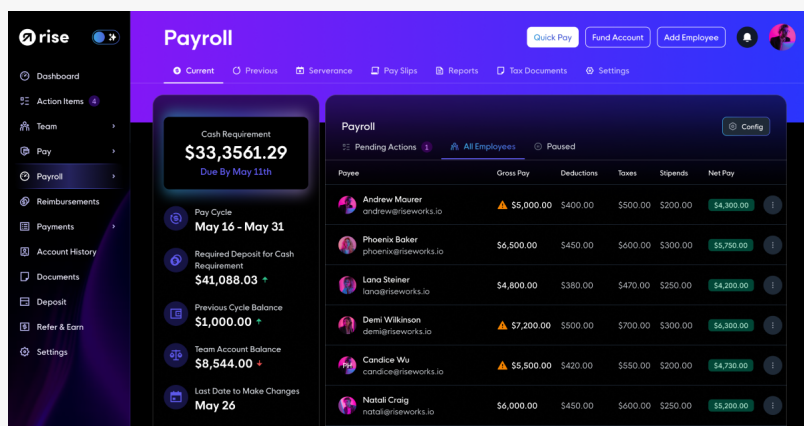 rise
Payroll
Quick Pay
Fund Account
Add Employee
Current
Previous
Serverance
Pay Slips
Reports
Tax Documents
Settings
Dashboard
Action Items 4
Team
Pay
Payroll
Reimbursements
Payments
Account History
Documents
Deposit
Refer & Earn
Settings
Cash Requirement
$33,3561.29
Due By May 11th
Pay Cycle
May 16 - May 31
Required Deposit for Cash
Requirement
$41,088.03
Previous Cycle Balance
$1,000.00
Team Account Balance
$8,544.00
Last Date to Make Changes
May 26
Payroll
Config
Pending Actions 1
All Employees
Paused
Payee Gross Pay Deductions Taxes Stipends Net Pay
Andrew Maurer
andrew@riseworks.io
$5,000.00 $400.00 $500.00 $200.00 $4,300.00
Phoenix Baker
phoenix@riseworks.io
$6,500.00 $450.00 $600.00 $300.00 $5,750.00
Lana Steiner
lana@riseworks.io
$4,800.00 $380.00 $470.00 $250.00 $4,200.00
Demi Wilkinson
demi@riseworks.io
$7,200.00 $500.00 $700.00 $300.00 $6,300.00
PH
Candice Wu
candice@riseworks.io
$5,500.00 $420.00 $550.00 $200.00 $4,730.00
Natali Craig
natali@riseworks.io
$6,000.00 $450.00 $600.00 $250.00 $5,200.00